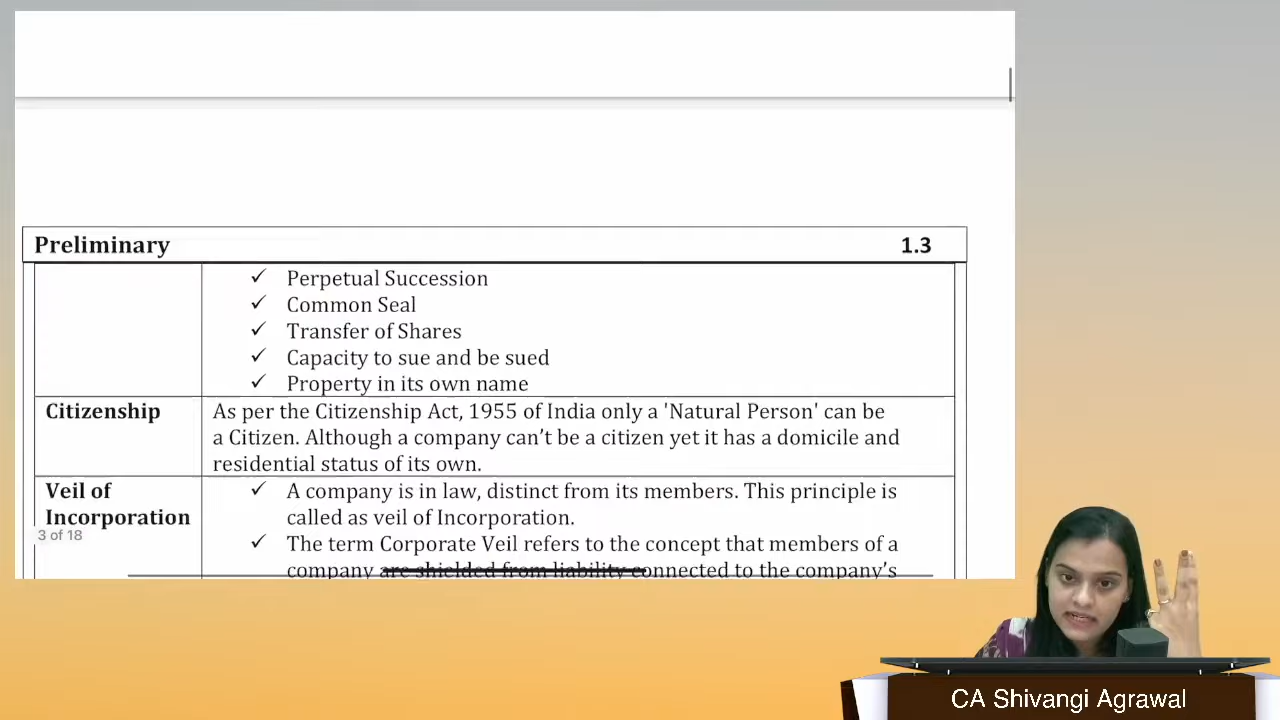 Preliminary 1.3
✓ Perpetual Succession
✓ Common Seal
✓ Transfer of Shares
✓ Capacity to sue and be sued
✓ Property in its own name
Citizenship
As per the Citizenship Act, 1955 of India only a 'Natural Person' can be
a Citizen. Although a company can’t be a citizen yet it has a domicile and
residential status of its own.
Veil of
Incorporation
✓ A company is in law, distinct from its members. This principle is
called as veil of Incorporation.
✓ The term Corporate Veil refers to the concept that members of a
company are shielded from liability connected to the company’s
3 of 18
CA Shivangi Agrawal